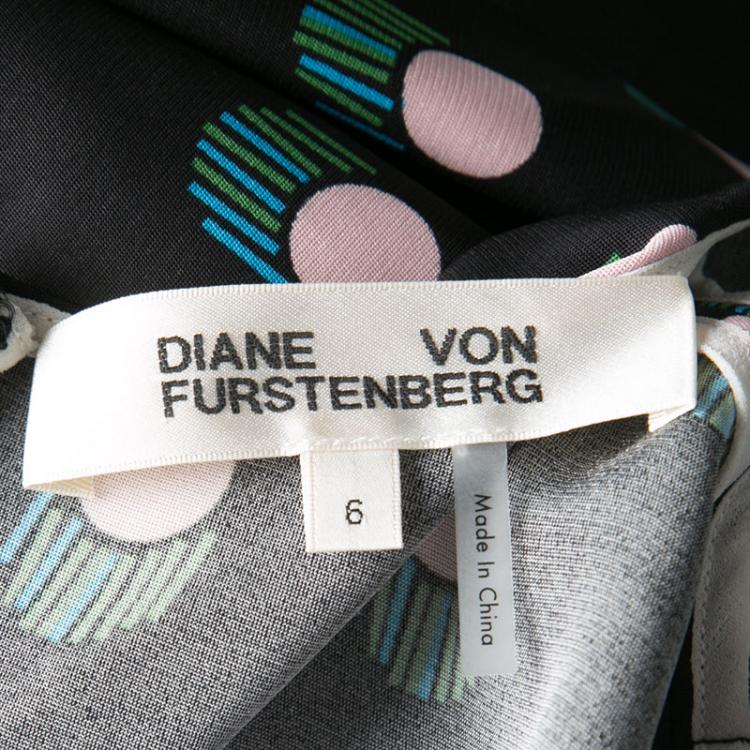 DIANE VON
FURSTENBERG
6
Made In China